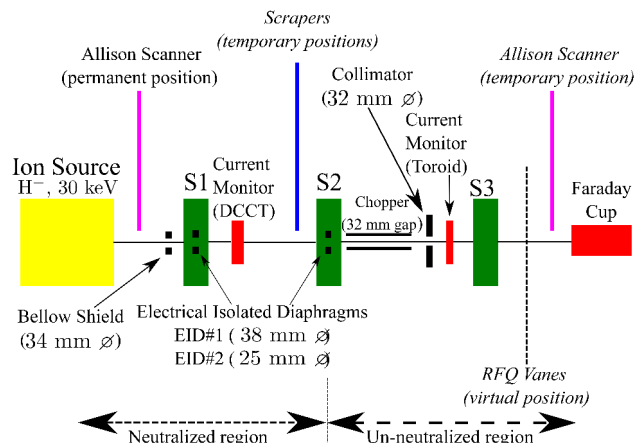 Scrapers
(temporary positions)
Allison Scanner
(permanent position)
Allison Scanner
(temporary position)
Collimator
(32 mm ∅)
Current
Monitor
(Toroid)
Ion Source
H−, 30 keV
S1
Current
Monitor
(DCCT)
S2
Chopper
(32 mm gap)
S3
Faraday
Cup
Bellow Shield
(34 mm ∅)
Electrical Isolated Diaphragms
EID#1 ( 38 mm ∅)
EID#2 ( 25 mm ∅)
RFQ Vanes
(virtual position)
Neutralized region
Un-neutralized region